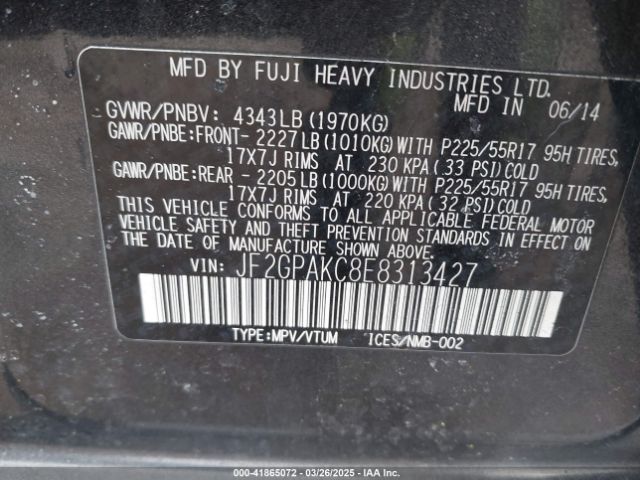 MFD BY FUJI HEAVY INDUSTRIES LTD.
MFD IN 06/14
GVWR/PNBV: 4343LB(1970KG)
GAWR/PNBE:FRONT- 2227LB(1010KG)WITH P225/55R17 95H TIRES,
17X7J RIMS AT 230 KPA(33 PSI)COLD
GAWR/PNBE:REAR - 2205LB(1000KG)WITH P225/55R17 95H TIRES,
17X7J RIMS AT 220 KPA(32 PSI)COLD
THIS VEHICLE CONFORMS TO ALL APPLICABLE FEDERAL MOTOR
VEHICLE SAFETY AND THEFT PREVENTION STANDARDS IN EFFECT ON
THE DATE OF MANUFACTURE SHOWN ABOVE.
VIN: JF2GPAKC8E8313427
TYPE:MPV/VTUM ICES/NMB-002
00-41865072 / 03/26/2025 / IAAI.COM